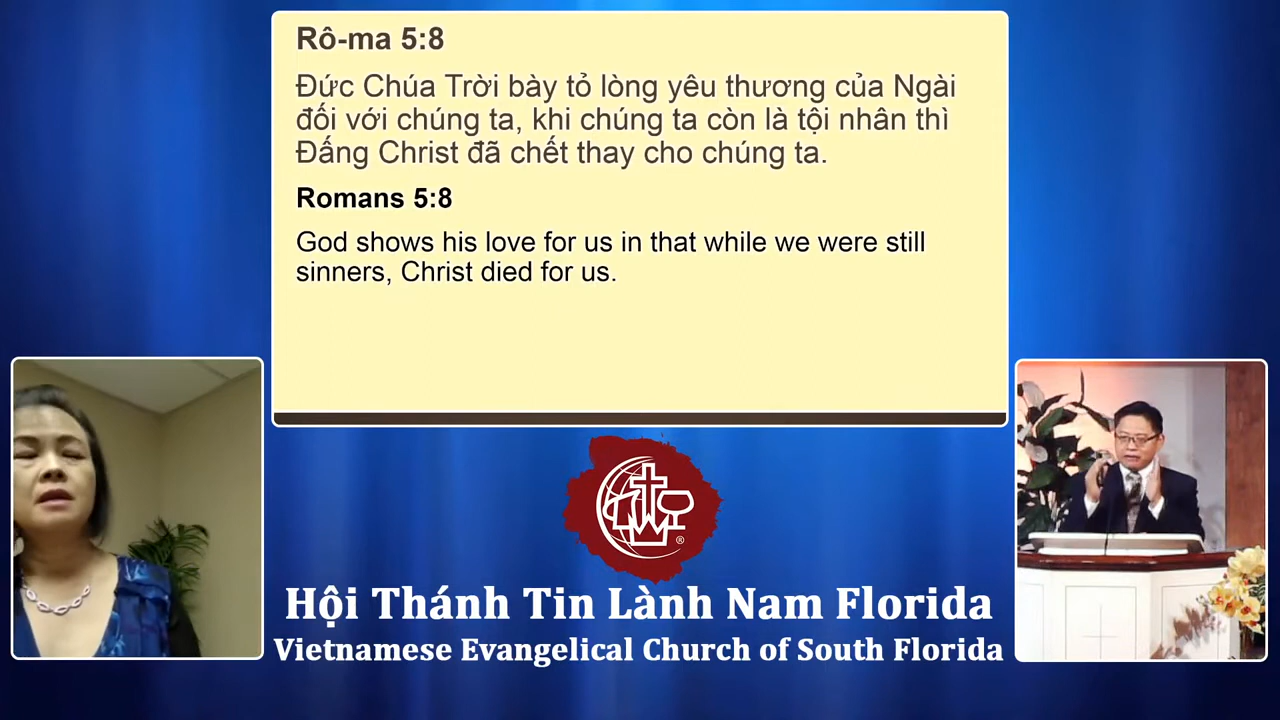 Rô-ma 5:8
Đức Chúa Trời bày tỏ lòng yêu thương của Ngài
đối với chúng ta, khi chúng ta còn là tội nhân thì
Đấng Christ đã chết thay cho chúng ta.
Romans 5:8
God shows his love for us in that while we were still
sinners, Christ died for us.
®
Hội Thánh Tin Lành Nam Florida
Vietnamese Evangelical Church of South Florida